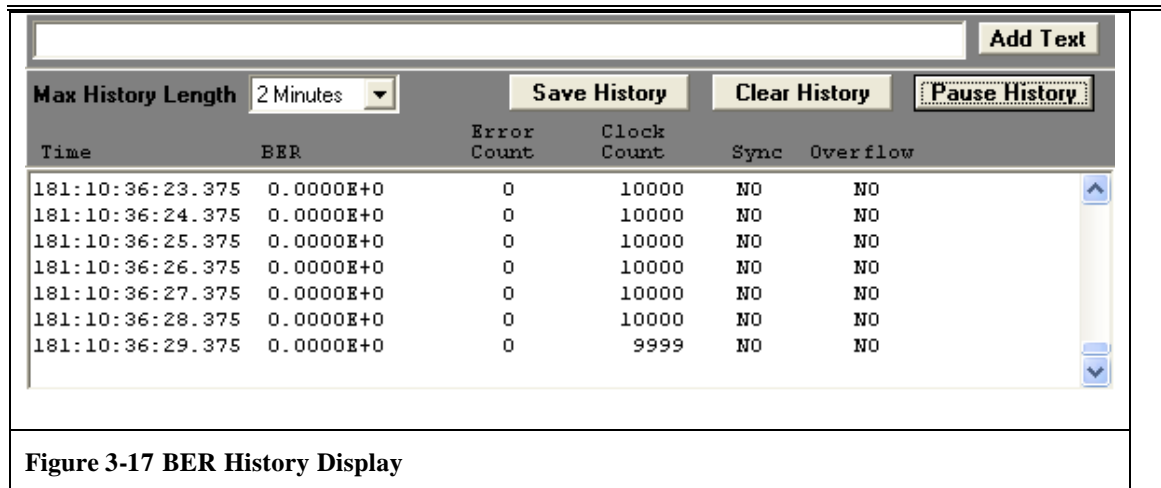 Add Text
Max History Length 2 Minutes Save History Clear History Pause History
Error Clock
Time BER Count Count Sync Overflow
181:10:36:23.375 0.0000E+0 0 10000 NO NO
181:10:36:24.375 0.0000E+0 0 10000 NO NO
181:10:36:25.375 0.0000E+0 0 10000 NO NO
181:10:36:26.375 0.0000E+0 0 10000 NO NO
181:10:36:27.375 0.0000E+0 0 10000 NO NO
181:10:36:28.375 0.0000E+0 0 10000 NO NO
181:10:36:29.375 0.0000E+0 0 9999 NO NO
Figure 3-17 BER History Display